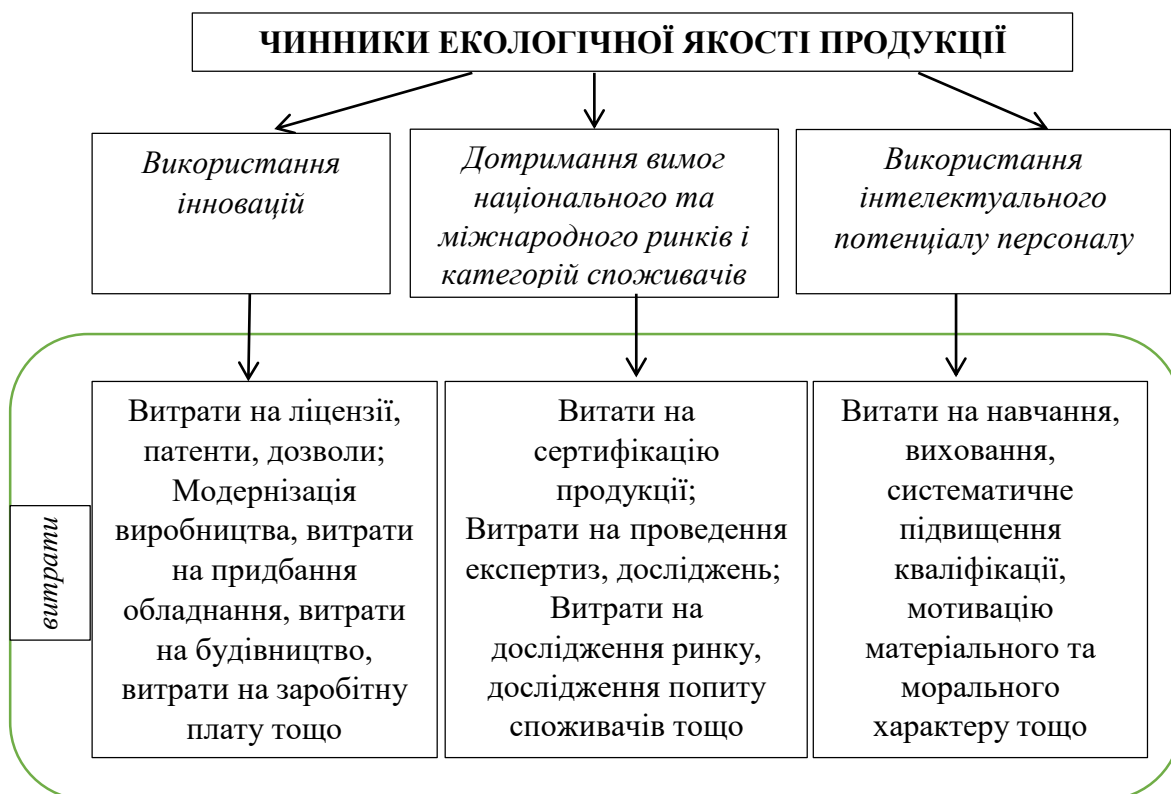 ЧИННИКИ ЕКОЛОГІЧНОЇ ЯКОСТІ ПРОДУКЦІЇ
Використання
інновацій
Дотримання вимог
національного та
міжнародного ринків і
категорій споживачів
Використання
інтелектуального
потенціалу персоналу
витрати
Витрати на ліцензії,
патенти, дозволи;
Модернізація
виробництва, витрати
на придбання
обладнання, витрати
на будівництво,
витрати на заробітну
плату тощо
Витати на
сертифікацію
продукції;
Витрати на проведення
експертиз, досліджень;
Витрати на
дослідження ринку,
дослідження попиту
споживачів тощо
Витати на навчання,
виховання,
систематичне
підвищення
кваліфікації,
мотивацію
матеріального та
морального
характеру тощо